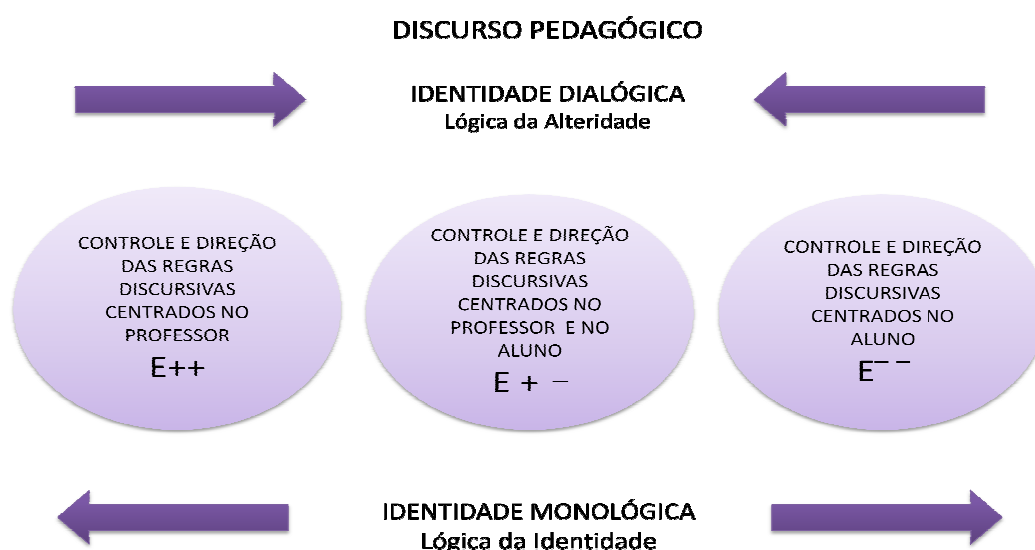 DISCURSO PEDAGÓGICO
IDENTIDADE DIALÓGICA
Lógica da Alteridade
CONTROLE E DIREÇÃO
DAS REGRAS
DISCURSIVAS
CENTRADOS NO
PROFESSOR
E++
CONTROLE E DIREÇÃO
DAS REGRAS
DISCURSIVAS
CENTRADOS NO
PROFESSOR E NO
ALUNO
E + −
CONTROLE E DIREÇÃO
DAS REGRAS
DISCURSIVAS
CENTRADOS NO
ALUNO
E⁻ ⁻
IDENTIDADE MONOLÓGICA
Lógica da Identidade